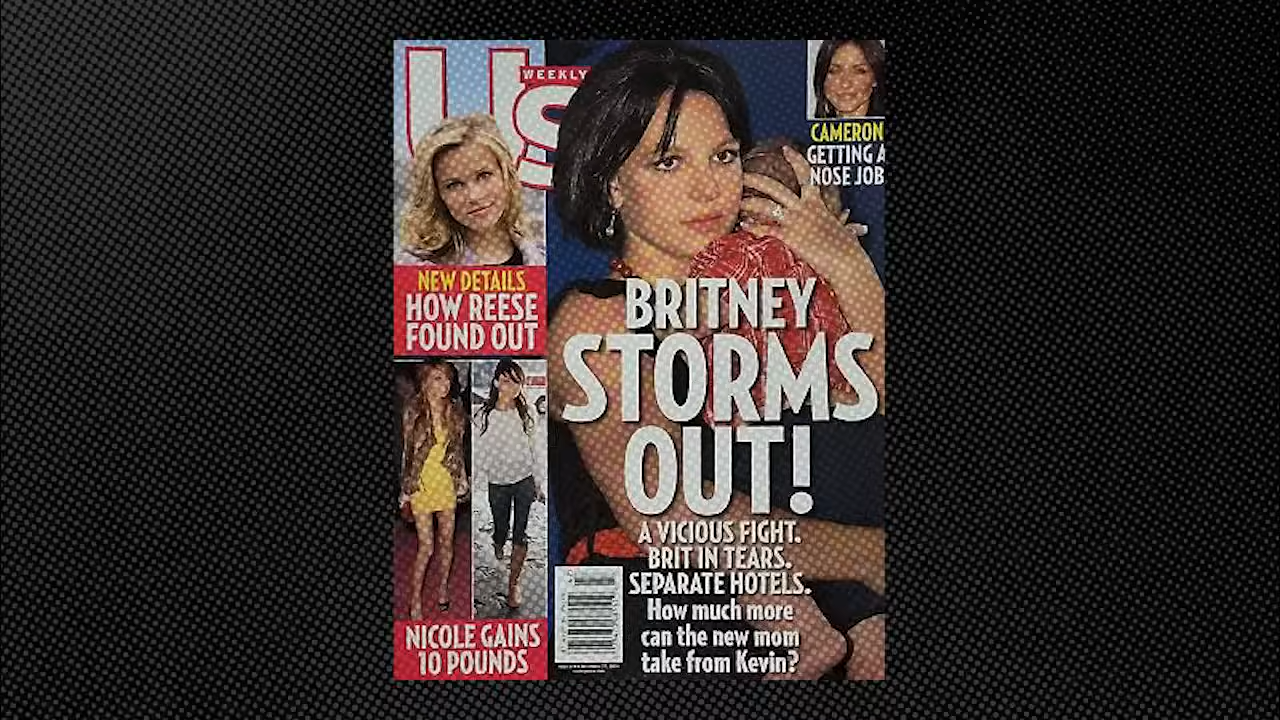 Us
WEEKLY
CAMERON
GETTING A
NOSE JOB
NEW DETAILS
HOW REESE
FOUND OUT
BRITNEY
STORMS
OUT!
A VICIOUS FIGHT.
BRIT IN TEARS.
SEPARATE HOTELS.
How much more
can the new mom
take from Kevin?
NICOLE GAINS
10 POUNDS